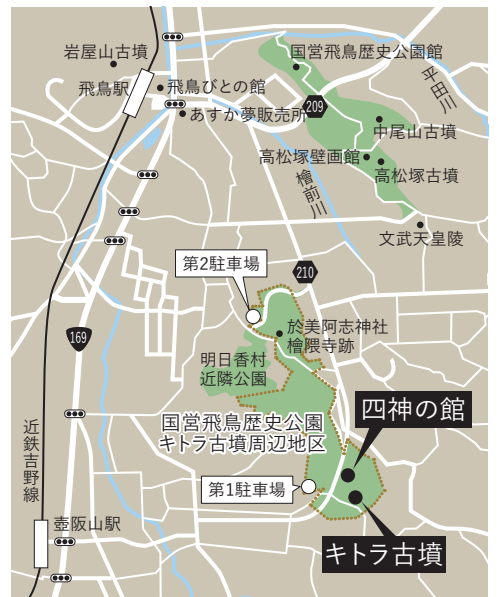 岩屋山古墳
国営飛鳥歴史公園館
平田川
飛鳥駅
飛鳥びとの館
209
あすか夢販売所
中尾山古墳
高松塚壁画館
高松塚古墳
檜前川
文武天皇陵
第2駐車場
210
於美阿志神社
檜隈寺跡
169
明日香村
近隣公園
四神の館
国営飛鳥歴史公園
キトラ古墳周辺地区
近鉄吉野線
第1駐車場
壺阪山駅
キトラ古墳